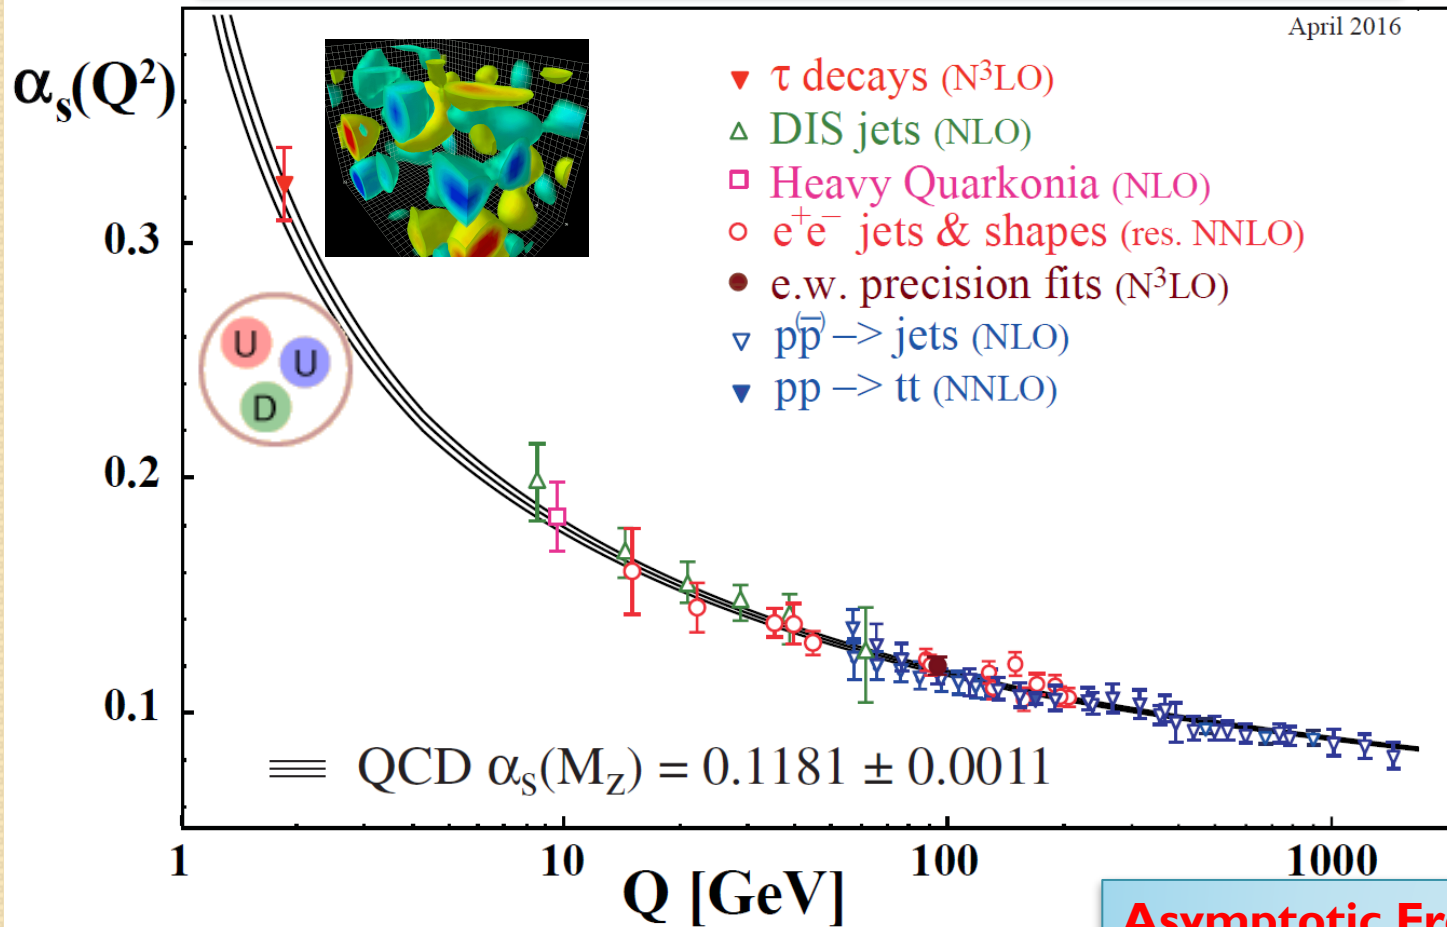 April 2016
αs(Q²)
τ decays (N³LO)
DIS jets (NLO)
Heavy Quarkonia (NLO)
e⁺e⁻ jets & shapes (res. NNLO)
e.w. precision fits (N³LO)
p(p̅) –> jets (NLO)
pp –> tt (NNLO)
0.3
U
U
D
0.2
0.1
QCD αs(Mz) = 0.1181 ± 0.0011
1 10 100 1000
Q [GeV]
Asymptotic